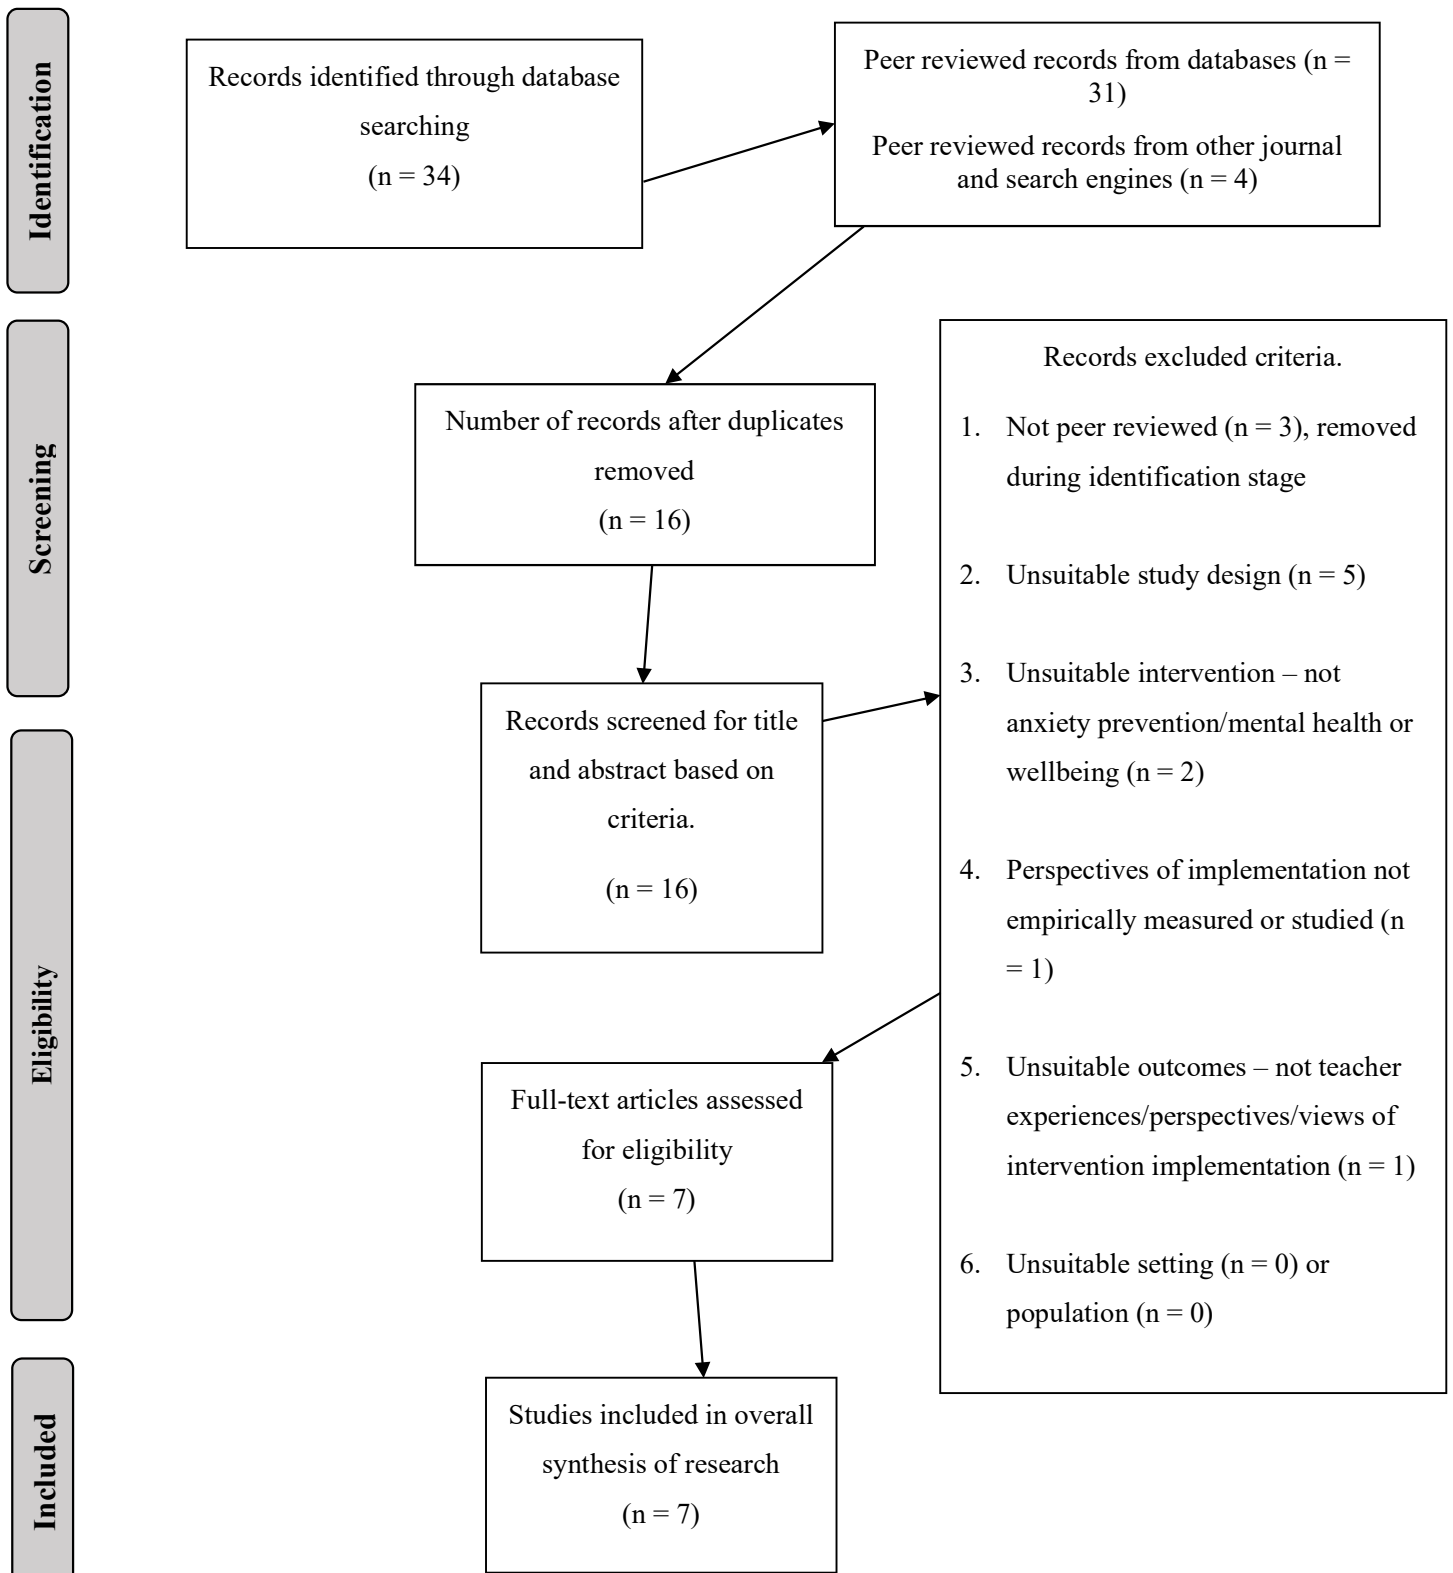 Identification
Records identified through database
searching
(n = 34)
Peer reviewed records from databases (n =
31)
Peer reviewed records from other journal
and search engines (n = 4)
Screening
Number of records after duplicates
removed
(n = 16)
Records screened for title
and abstract based on
criteria.
(n = 16)
Records excluded criteria.
1. Not peer reviewed (n = 3), removed
during identification stage
2. Unsuitable study design (n = 5)
3. Unsuitable intervention – not
anxiety prevention/mental health or
wellbeing (n = 2)
4. Perspectives of implementation not
empirically measured or studied (n
= 1)
5. Unsuitable outcomes – not teacher
experiences/perspectives/views of
intervention implementation (n = 1)
6. Unsuitable setting (n = 0) or
population (n = 0)
Eligibility
Full-text articles assessed
for eligibility
(n = 7)
Included
Studies included in overall
synthesis of research
(n = 7)